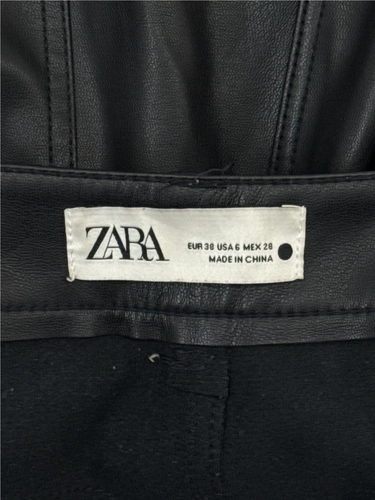 ZARA
EUR 38 USA 6 MEX 28
MADE IN CHINA